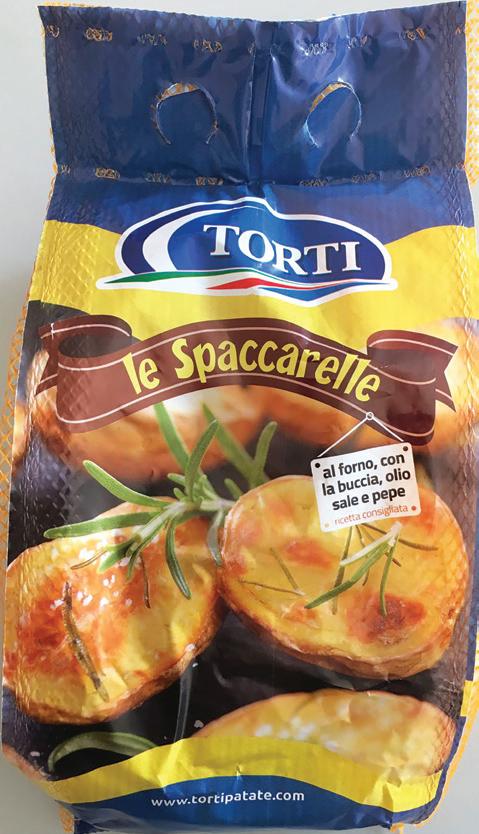 TORTI
le Spaccarelle
al forno, con
la buccia, olio
sale e pepe
ricetta consigliata
www.tortipatate.com